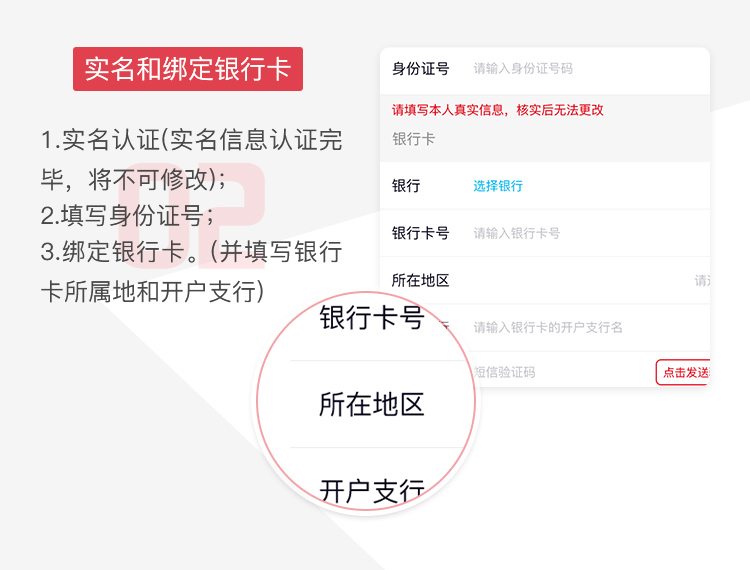 实名和绑定银行卡
02
1.实名认证(实名信息认证完
毕，将不可修改)；
2.填写身份证号；
3.绑定银行卡。(并填写银行
卡所属地和开户支行)
身份证号 请输入身份证号码
请填写本人真实信息，核实后无法更改
银行卡
银行 选择银行
银行卡号 请输入银行卡号
所在地区 请
请输入银行卡的开户支行名
短信验证码 点击发送
银行卡号
所在地区
开户支行